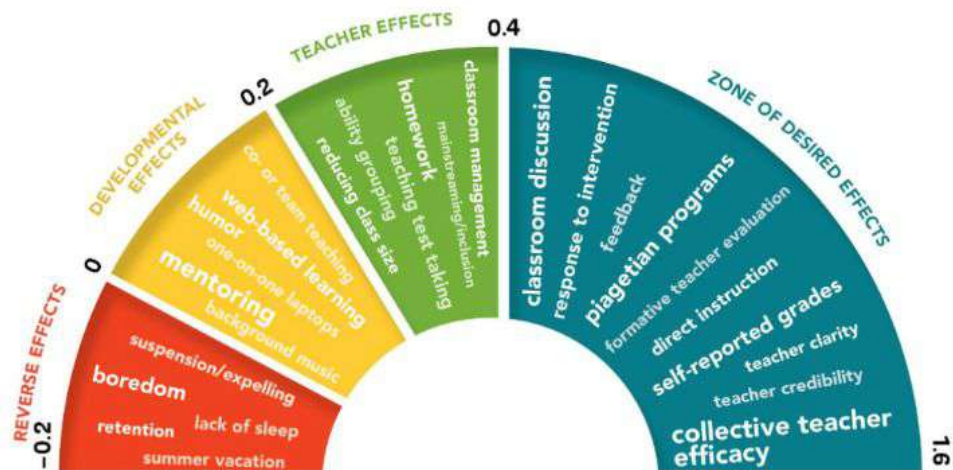 REVERSE EFFECTS
-0.2
suspension/expelling
boredom
lack of sleep
retention
summer vacation
0
DEVELOPMENTAL
EFFECTS
co- or team teaching
web-based learning
humor
one-on-one laptops
mentoring
background music
0.2
TEACHER EFFECTS
ability grouping
reducing class size
homework
teaching test taking
classroom management
mainstreaming/inclusion
0.4
ZONE OF DESIRED EFFECTS
classroom discussion
response to intervention
feedback
piagetian programs
formative teacher evaluation
direct instruction
self-reported grades
teacher clarity
teacher credibility
collective teacher
efficacy
1.6